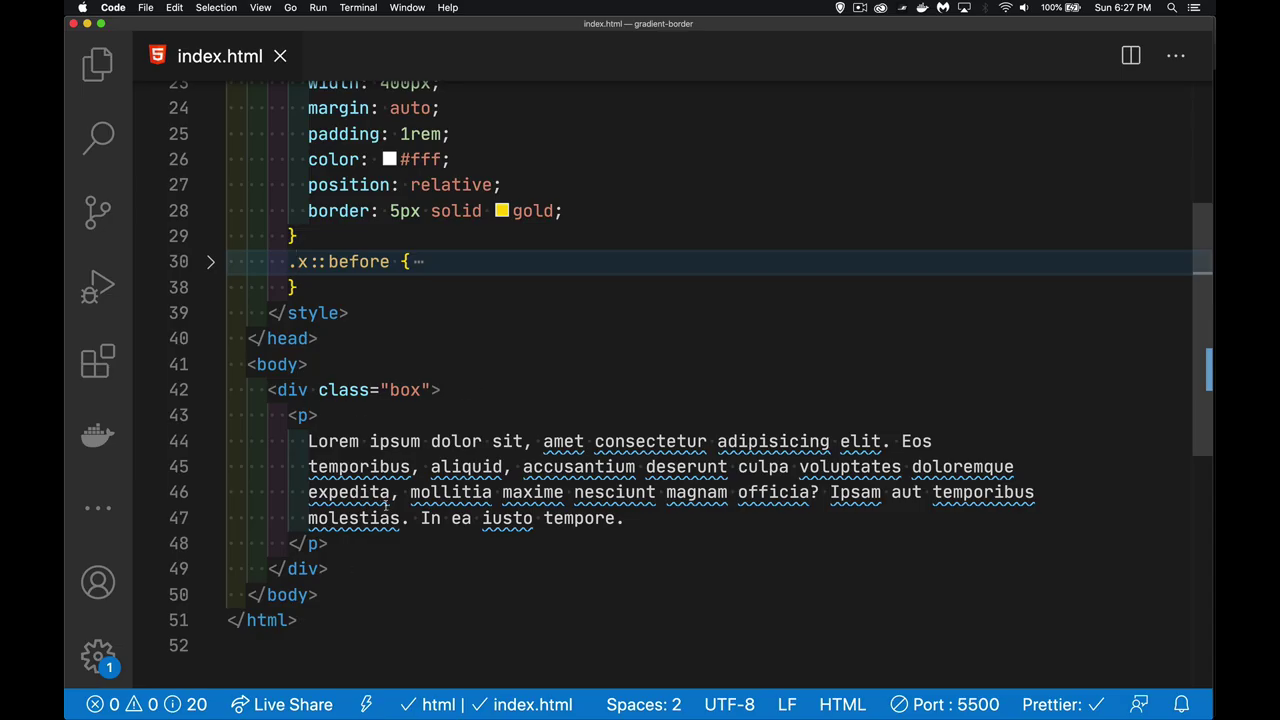 Code File Edit Selection View Go Run Terminal Window Help 100% Sun 6:27 PM
index.html — gradient-border
index.html
23 width: 400px;
24 margin: auto;
25 padding: 1rem;
26 color: #fff;
27 position: relative;
28 border: 5px solid gold;
29 }
30 .x::before {…
38 }
39 </style>
40 </head>
41 <body>
42 <div class="box">
43 <p>
44 Lorem ipsum dolor sit, amet consectetur adipisicing elit. Eos
45 temporibus, aliquid, accusantium deserunt culpa voluptates doloremque
46 expedita, mollitia maxime nesciunt magnam officia? Ipsam aut temporibus
47 molestias. In ea iusto tempore.
48 </p>
49 </div>
50 </body>
51 </html>
52
1
0 0 20 Live Share html | index.html Spaces: 2 UTF-8 LF HTML Port : 5500 Prettier: